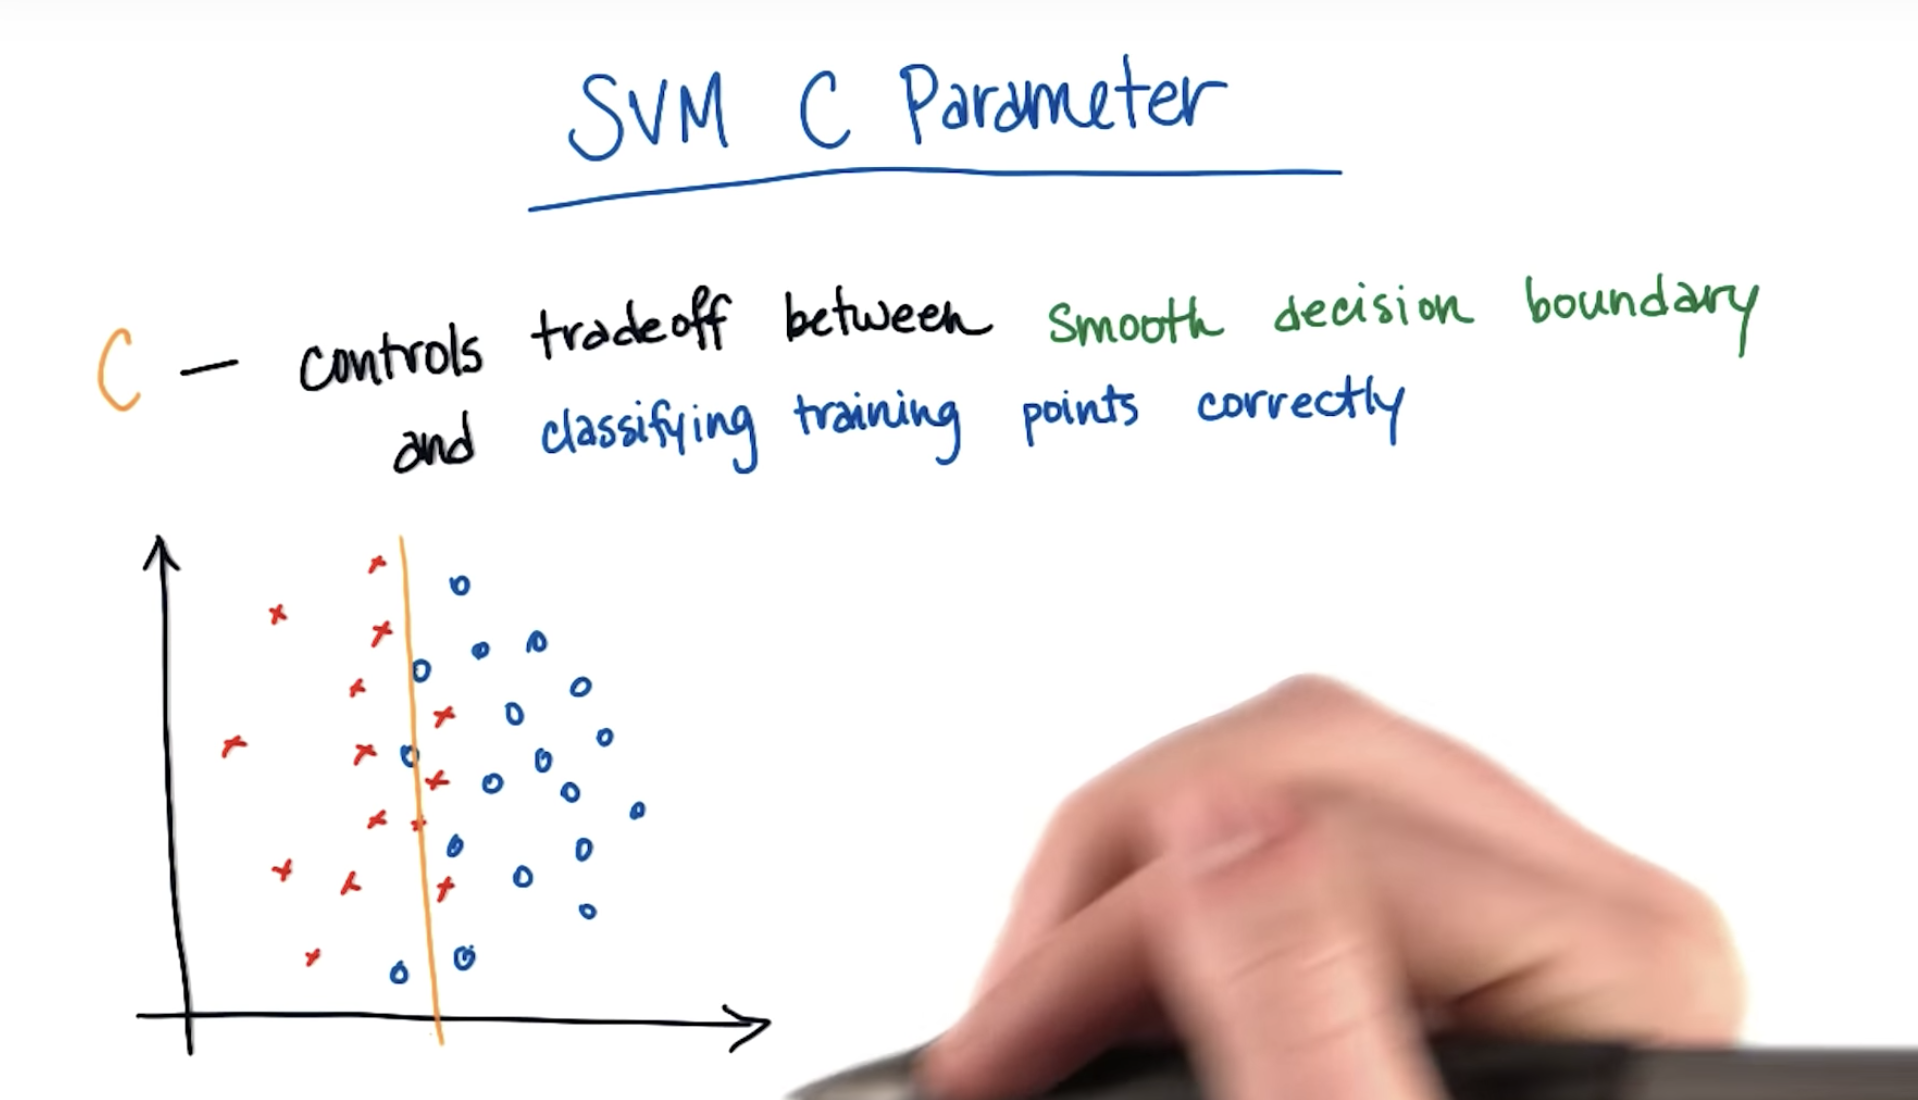 SVM C Parameter
C — controls tradeoff between smooth decision boundary
and classifying training points correctly